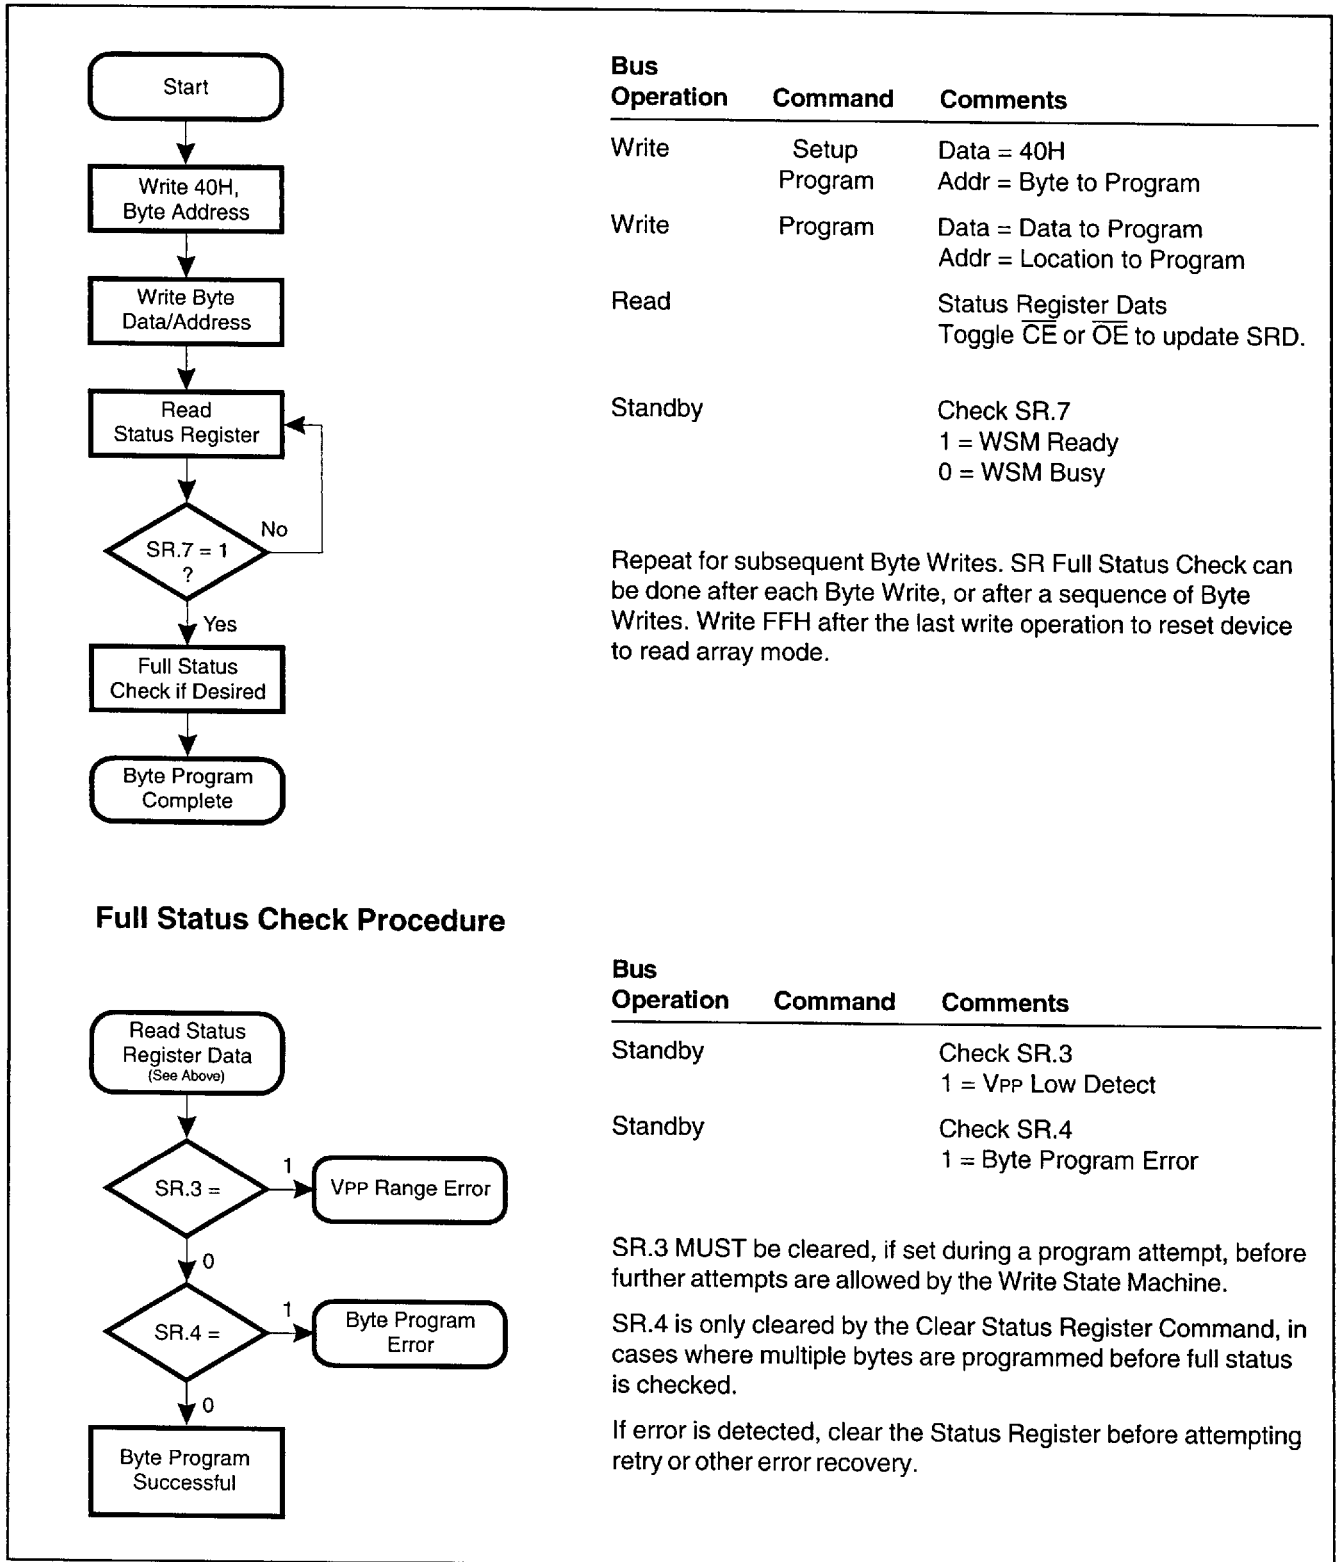 Start
Write 40H,
Byte Address
Write Byte
Data/Address
Read
Status Register
No
SR.7 = 1
?
Yes
Full Status
Check if Desired
Byte Program
Complete
Bus
Operation Command Comments
Write Setup Data = 40H
Program Addr = Byte to Program
Write Program Data = Data to Program
Addr = Location to Program
Read Status Register Dats
Toggle C̅E̅ or O̅E̅ to update SRD.
Standby Check SR.7
1 = WSM Ready
0 = WSM Busy
Repeat for subsequent Byte Writes. SR Full Status Check can
be done after each Byte Write, or after a sequence of Byte
Writes. Write FFH after the last write operation to reset device
to read array mode.
Full Status Check Procedure
Read Status
Register Data
(See Above)
1
SR.3 = VPP Range Error
0
1
SR.4 = Byte Program
Error
0
Byte Program
Successful
Bus
Operation Command Comments
Standby Check SR.3
1 = VPP Low Detect
Standby Check SR.4
1 = Byte Program Error
SR.3 MUST be cleared, if set during a program attempt, before
further attempts are allowed by the Write State Machine.
SR.4 is only cleared by the Clear Status Register Command, in
cases where multiple bytes are programmed before full status
is checked.
If error is detected, clear the Status Register before attempting
retry or other error recovery.